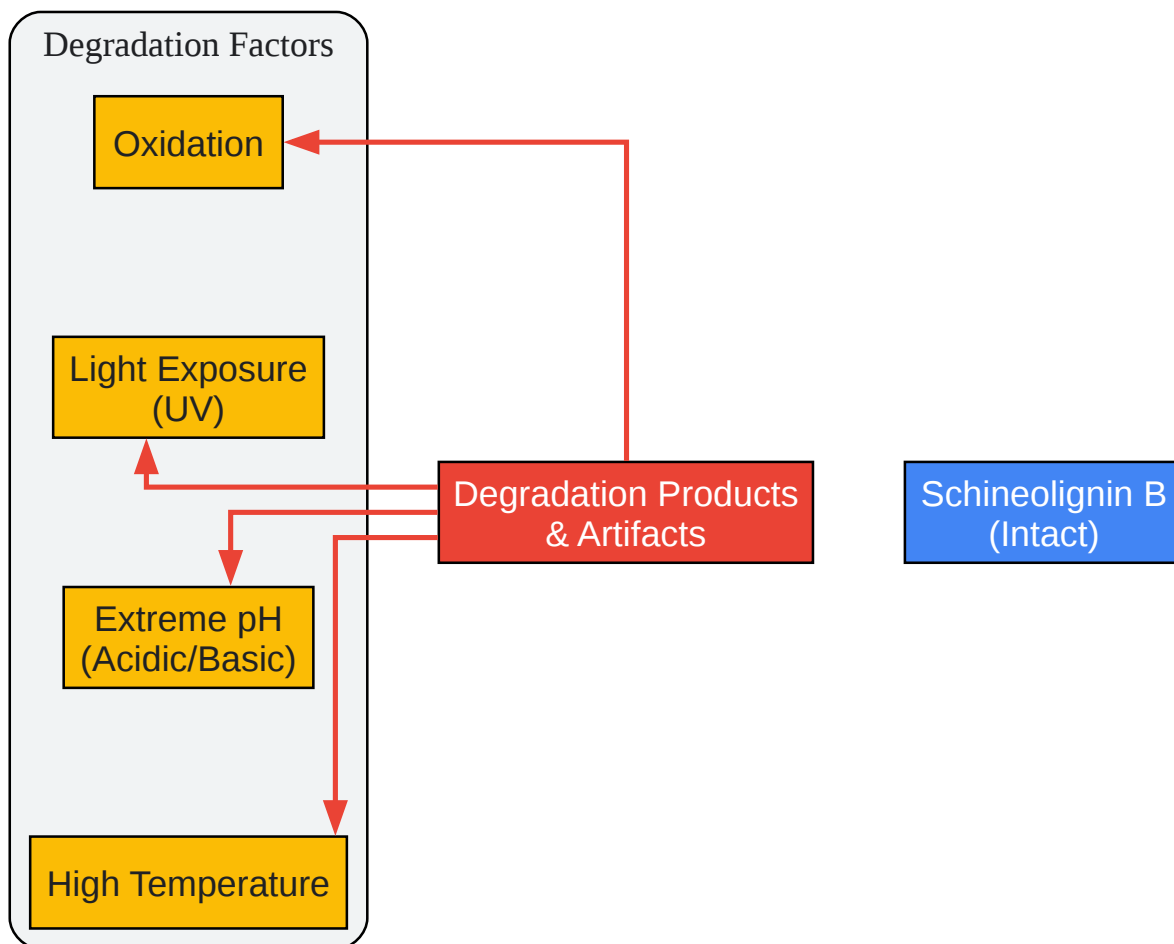 Degradation Factors
Oxidation
Light Exposure
(UV)
Degradation Products
& Artifacts
Schineolignin B
(Intact)
Extreme pH
(Acidic/Basic)
High Temperature